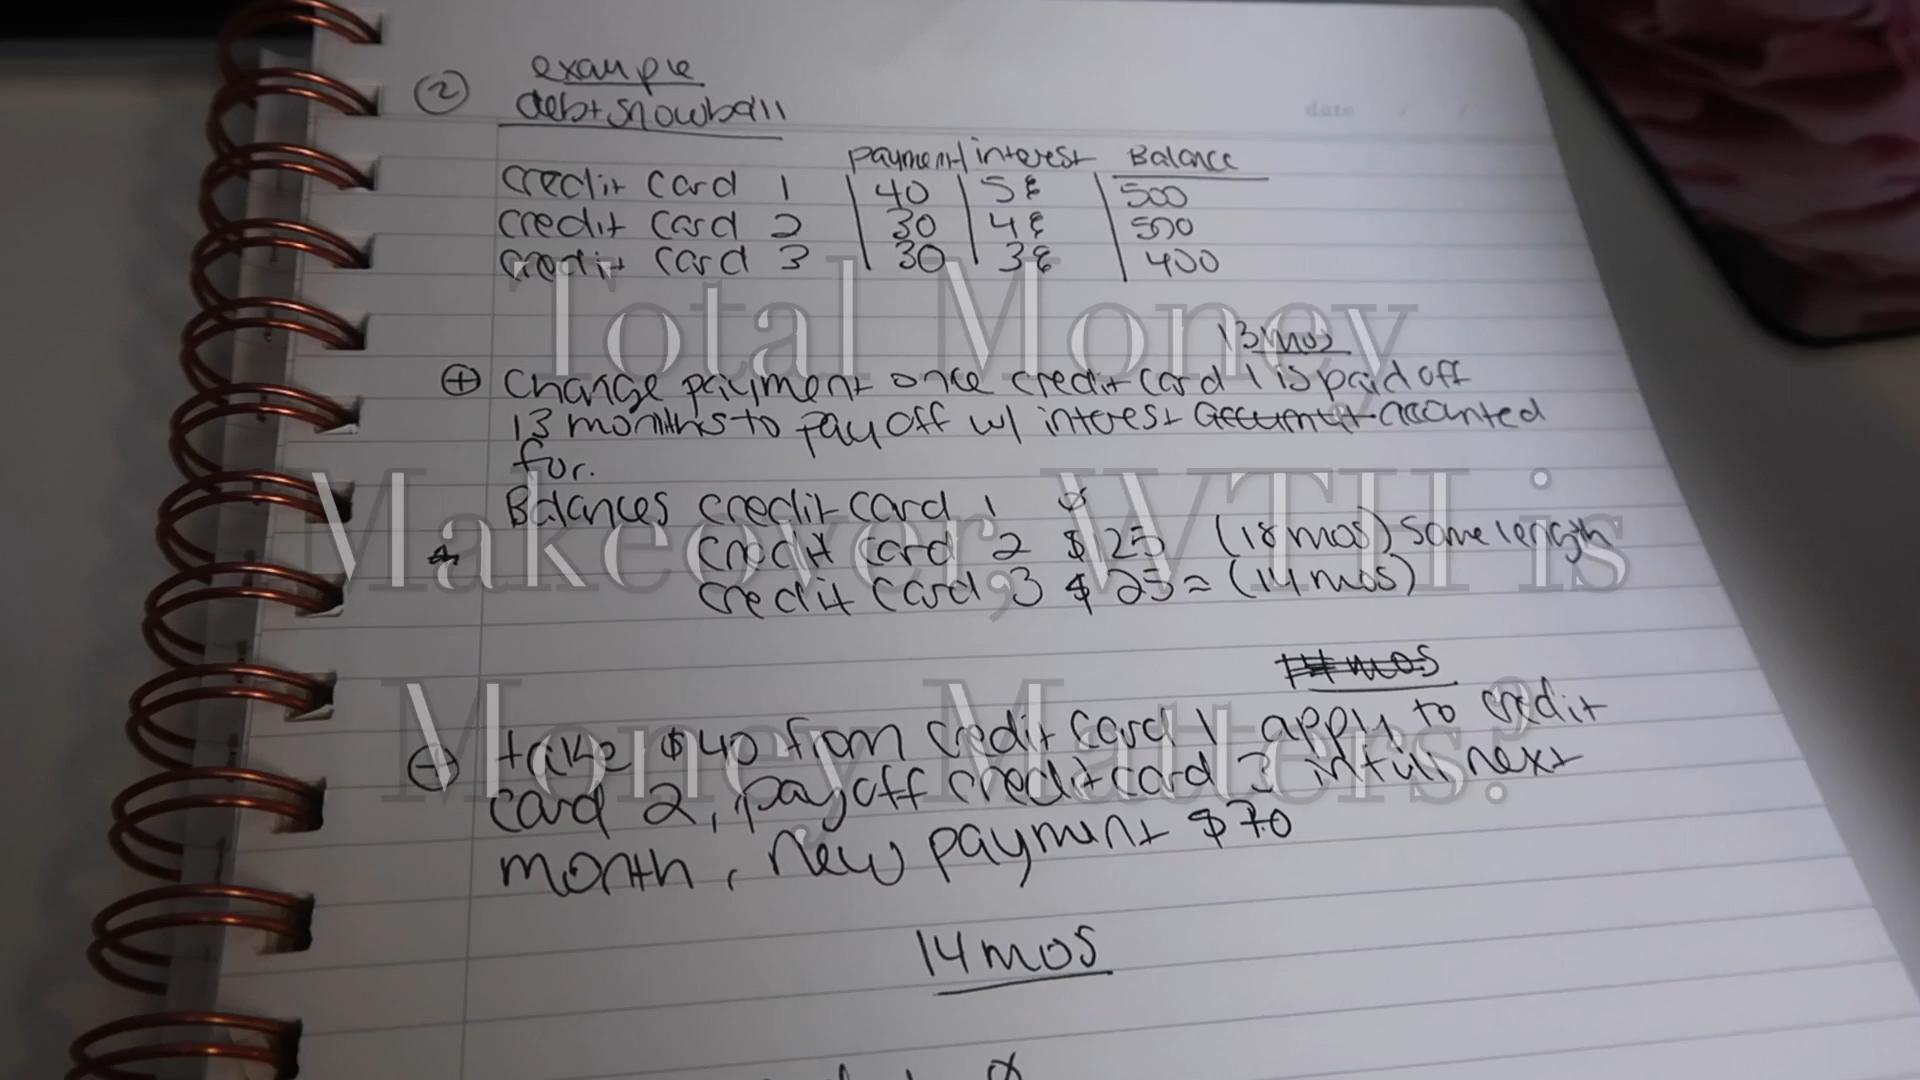 ② example
debt snowball
date / /
payment interest Balance
credit card 1 40 5¢ 500
credit card 2 30 4¢ 500
credit card 3 30 3¢ 400
13 mos
⊕ Change payment once credit card 1 is paid off
13 months to pay off w/ interest accounted
for.
Balances credit card 1 ø
credit card 2 $125 (18 mos) same length
credit card 3 $25 = (14 mos)
mos
take $40 from credit card 1 apply to credit
card 2, payoff credit card 3 in full next
month, new payment $70
14 mos
Total Money
Makeover, WTH is
Money Matters?